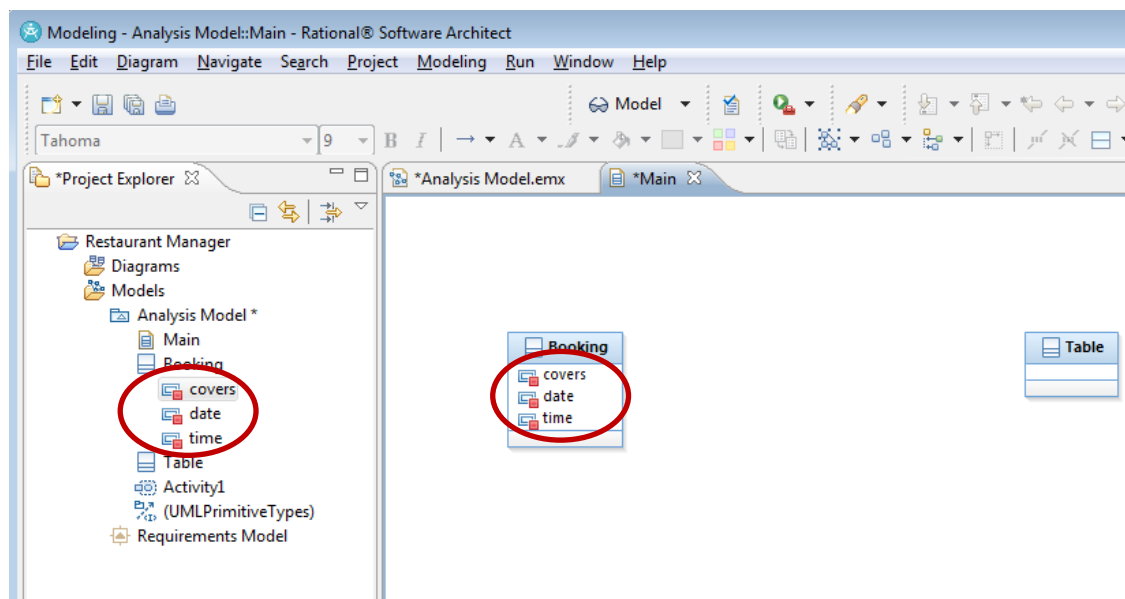 Modeling - Analysis Model::Main - Rational® Software Architect
File Edit Diagram Navigate Search Project Modeling Run Window Help
Model
Tahoma 9 B I A
*Project Explorer
*Analysis Model.emx *Main
Restaurant Manager
Diagrams
Models
Analysis Model *
Main
Booking
covers
date
time
Table
Activity1
(UMLPrimitiveTypes)
Requirements Model
Booking
covers
date
time
Table